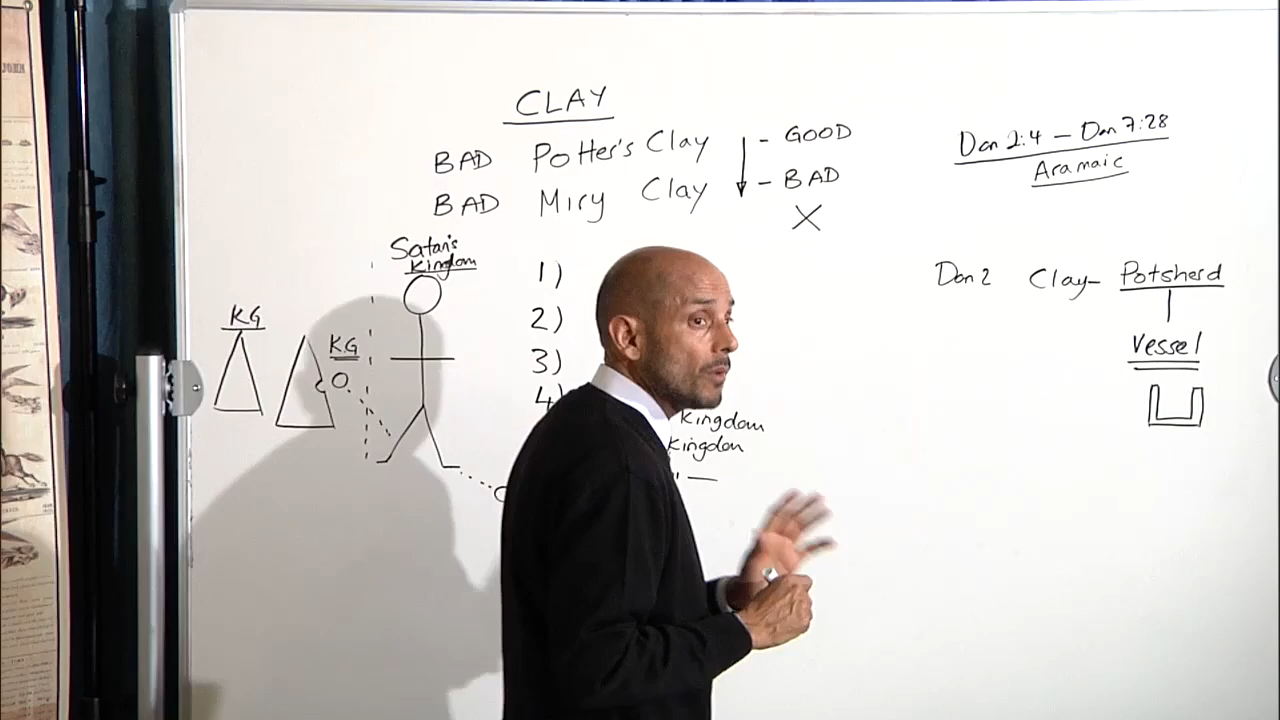 JOHN
CLAY
BAD Potter's Clay - GOOD
BAD Miry Clay - BAD
X
Dan 2:4 - Dan 7:28
Aramaic
Satan's
Kingdom
KG
KG
1)
2)
3)
4)
Kingdom
Kingdom
" —
Dan 2 Clay- Potsherd
Vessel